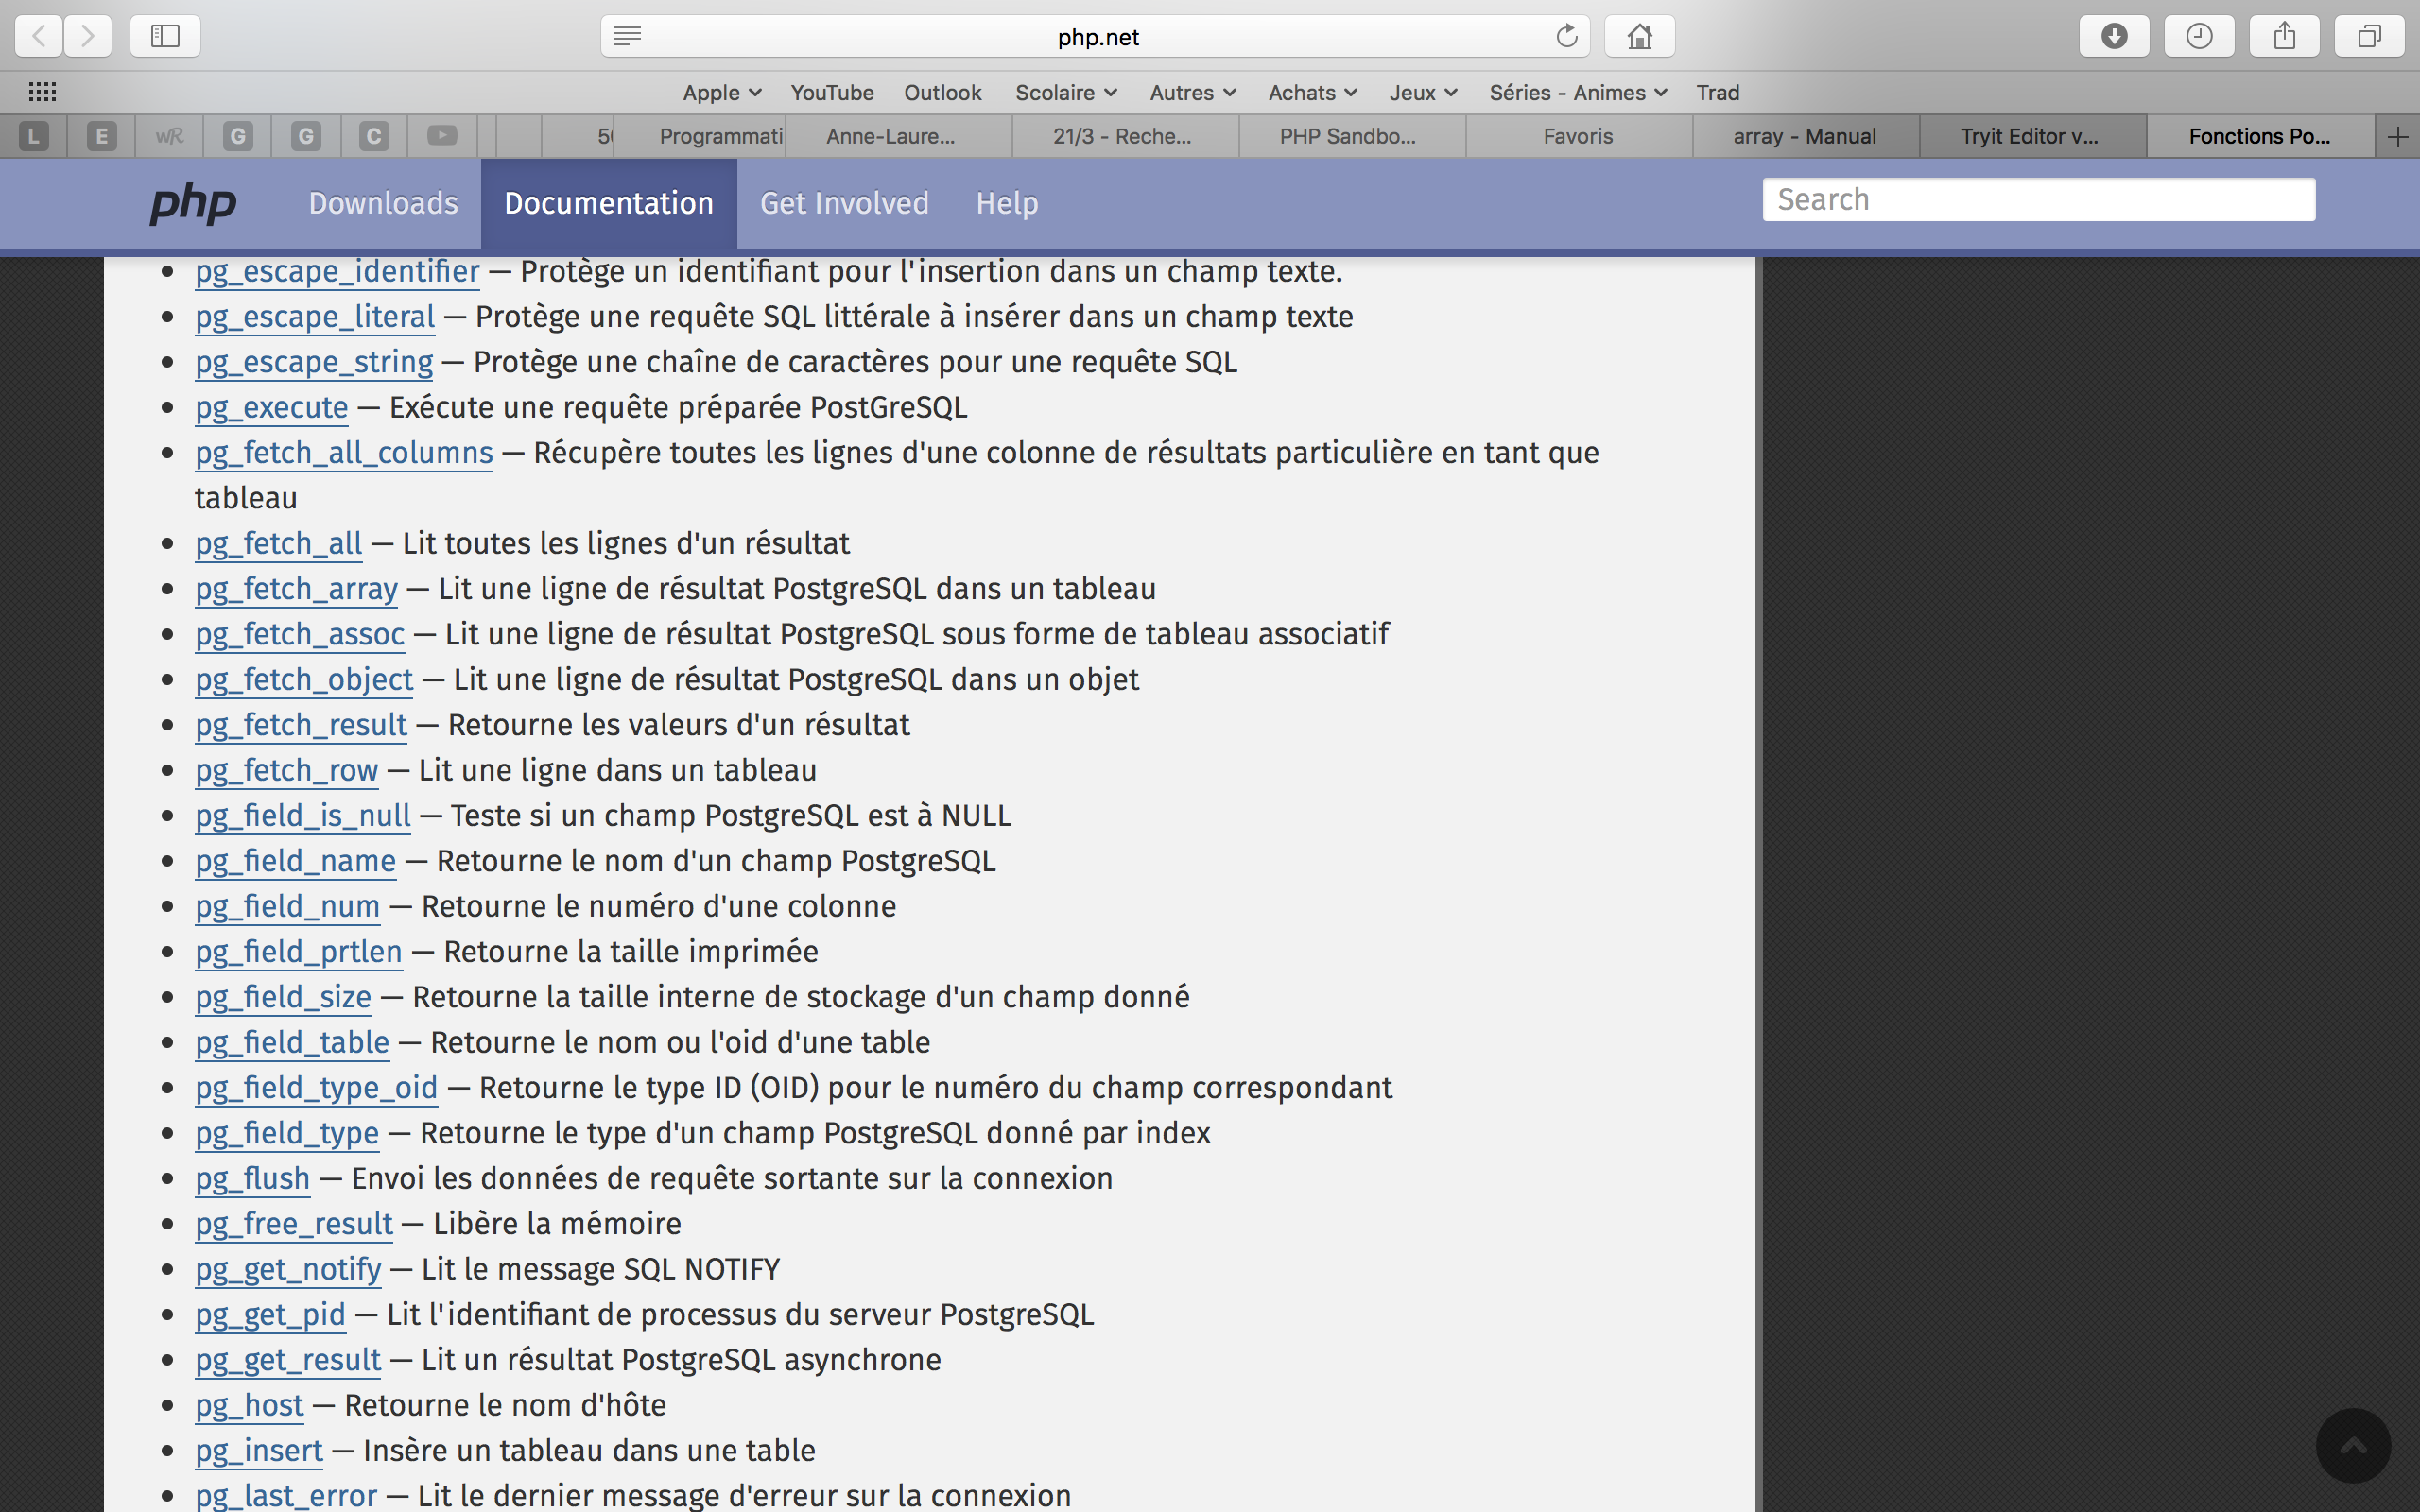 php.net
Apple YouTube Outlook Scolaire Autres Achats Jeux Séries - Animes Trad
L E wR G G C Programmati Anne-Laure... 21/3 - Reche... PHP Sandbo... Favoris array - Manual Tryit Editor v... Fonctions Po...
php Downloads Documentation Get Involved Help Search
pg_escape_identifier — Protège un identifiant pour l'insertion dans un champ texte.
pg_escape_literal — Protège une requête SQL littérale à insérer dans un champ texte
pg_escape_string — Protège une chaîne de caractères pour une requête SQL
pg_execute — Exécute une requête préparée PostGreSQL
pg_fetch_all_columns — Récupère toutes les lignes d'une colonne de résultats particulière en tant que
tableau
pg_fetch_all — Lit toutes les lignes d'un résultat
pg_fetch_array — Lit une ligne de résultat PostgreSQL dans un tableau
pg_fetch_assoc — Lit une ligne de résultat PostgreSQL sous forme de tableau associatif
pg_fetch_object — Lit une ligne de résultat PostgreSQL dans un objet
pg_fetch_result — Retourne les valeurs d'un résultat
pg_fetch_row — Lit une ligne dans un tableau
pg_field_is_null — Teste si un champ PostgreSQL est à NULL
pg_field_name — Retourne le nom d'un champ PostgreSQL
pg_field_num — Retourne le numéro d'une colonne
pg_field_prtlen — Retourne la taille imprimée
pg_field_size — Retourne la taille interne de stockage d'un champ donné
pg_field_table — Retourne le nom ou l'oid d'une table
pg_field_type_oid — Retourne le type ID (OID) pour le numéro du champ correspondant
pg_field_type — Retourne le type d'un champ PostgreSQL donné par index
pg_flush — Envoi les données de requête sortante sur la connexion
pg_free_result — Libère la mémoire
pg_get_notify — Lit le message SQL NOTIFY
pg_get_pid — Lit l'identifiant de processus du serveur PostgreSQL
pg_get_result — Lit un résultat PostgreSQL asynchrone
pg_host — Retourne le nom d'hôte
pg_insert — Insère un tableau dans une table
pg_last_error — Lit le dernier message d'erreur sur la connexion